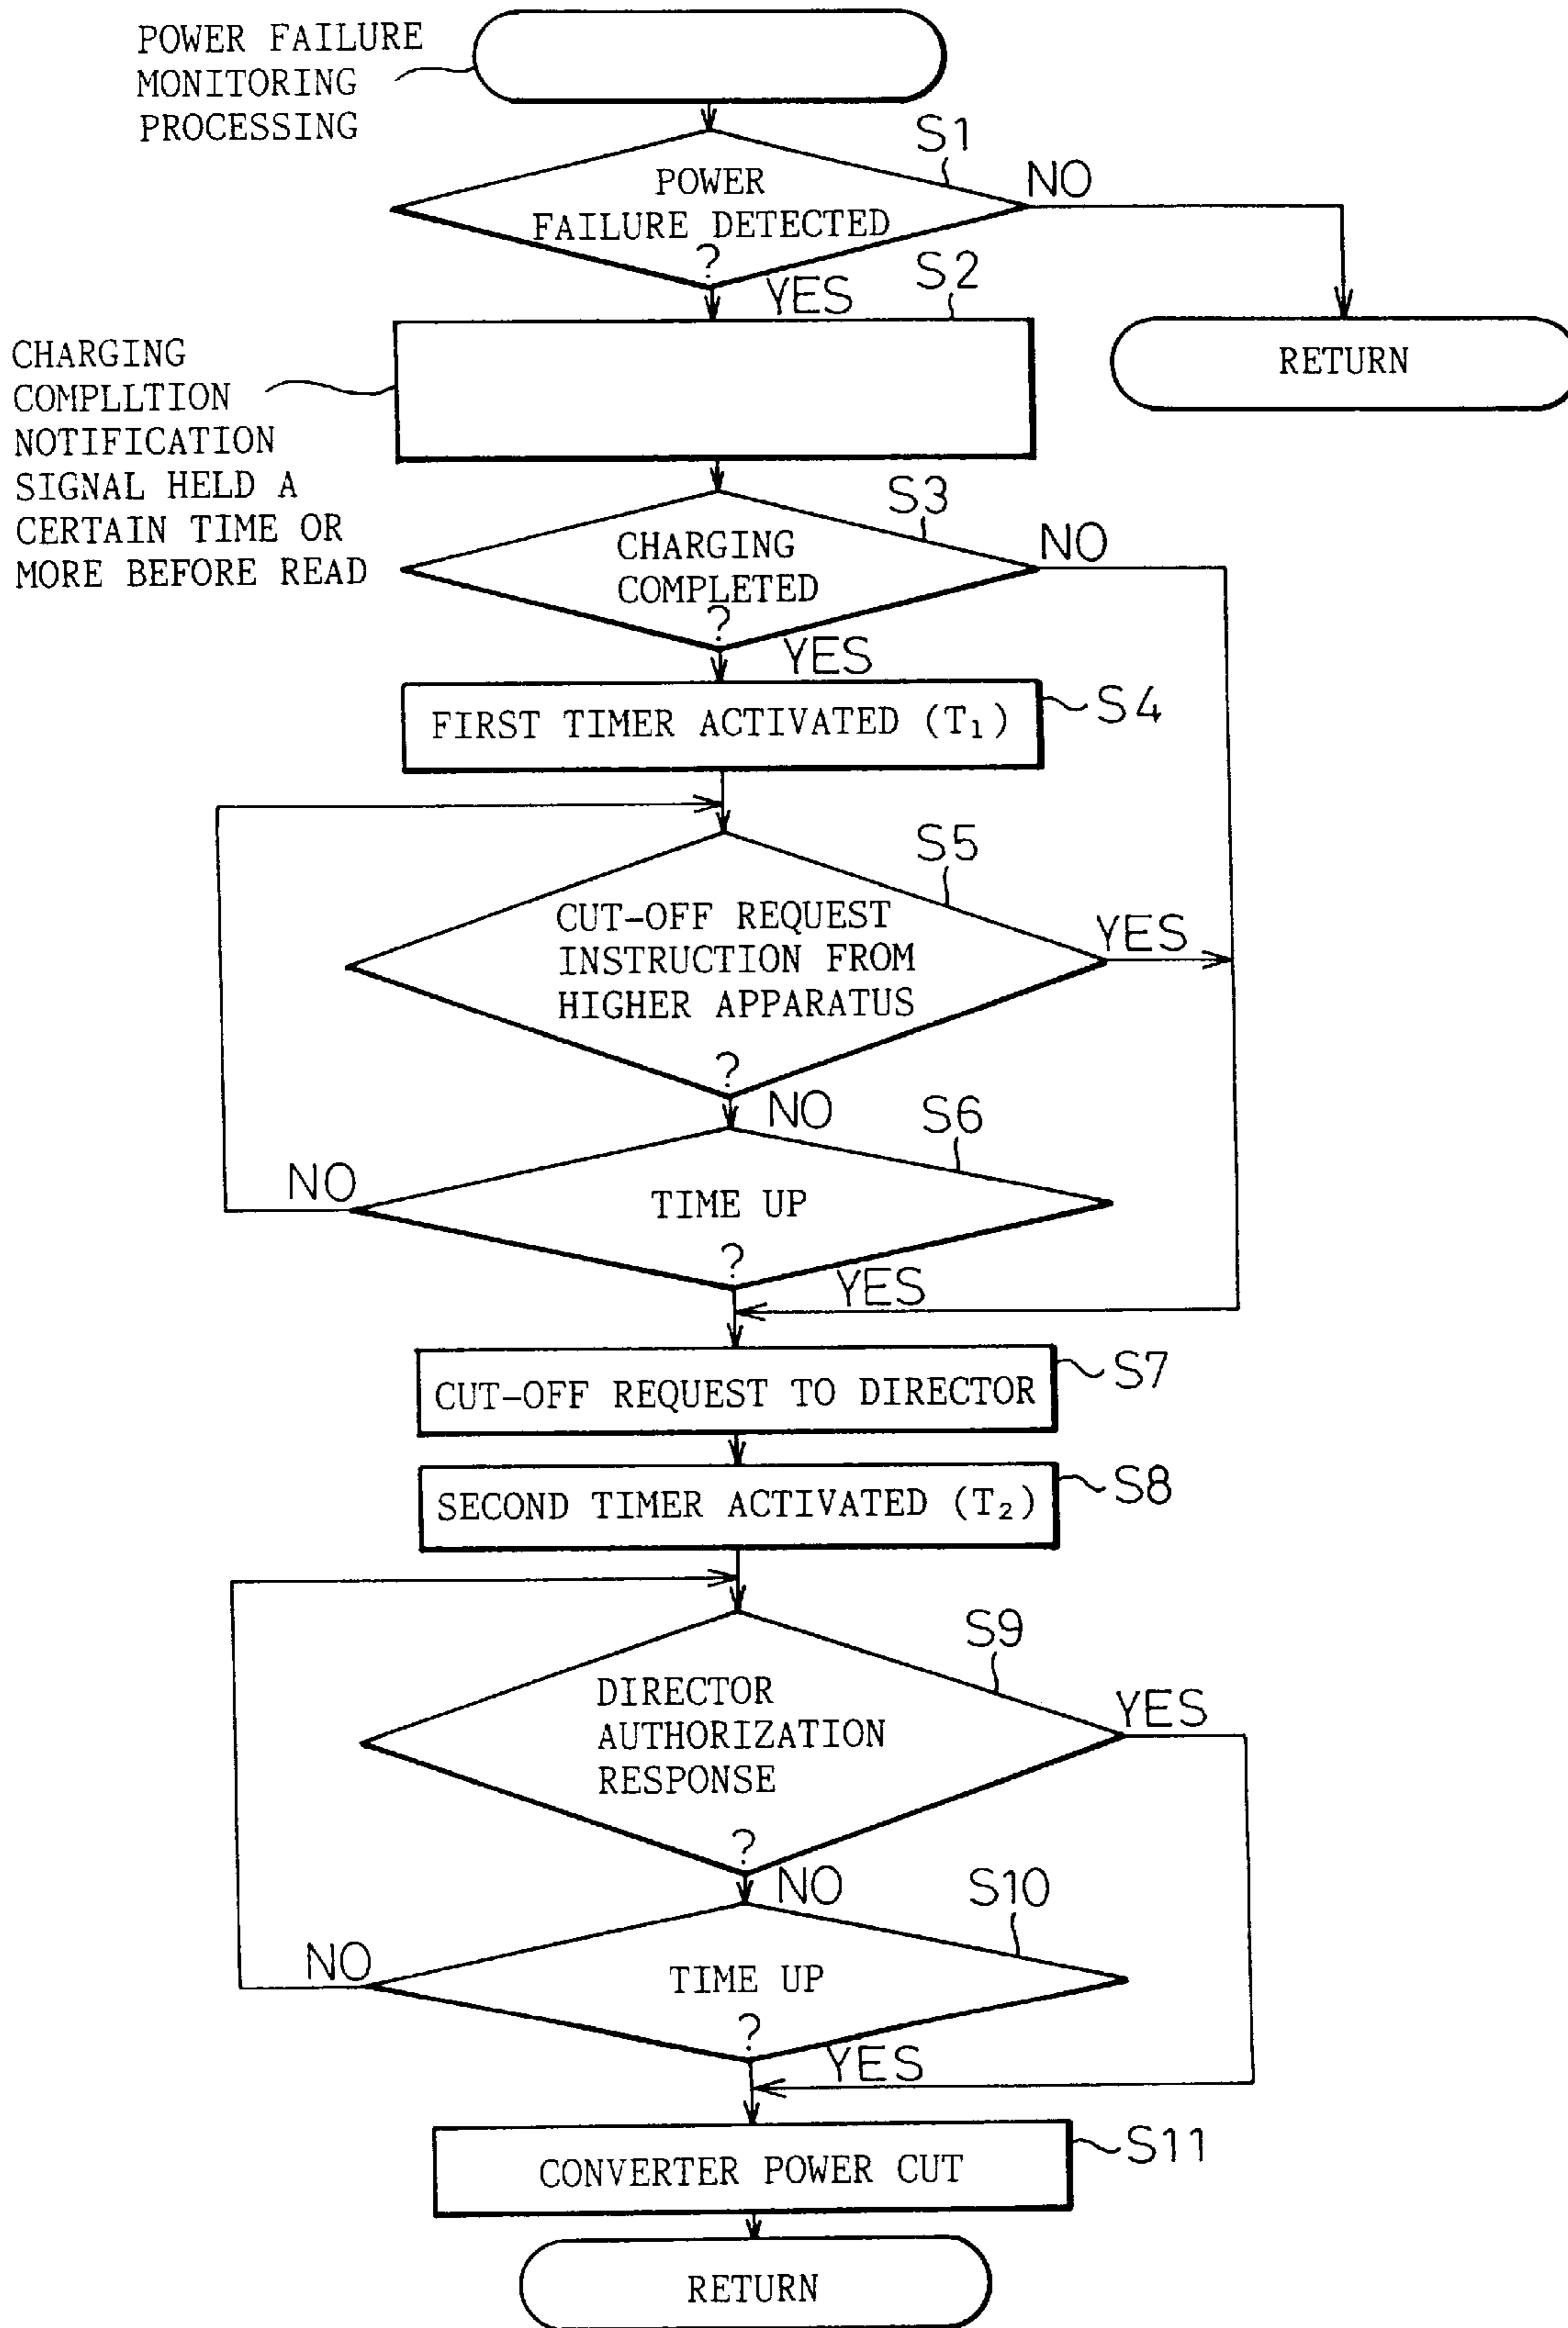 POWER FAILURE
MONITORING
PROCESSING
S1
POWER
FAILURE DETECTED
?
NO
YES
S2
RETURN
CHARGING
COMPLLTION
NOTIFICATION
SIGNAL HELD A
CERTAIN TIME OR
MORE BEFORE READ
S3
CHARGING
COMPLETED
?
NO
YES
FIRST TIMER ACTIVATED (T₁)
S4
S5
CUT-OFF REQUEST
INSTRUCTION FROM
HIGHER APPARATUS
?
YES
NO
S6
NO
TIME UP
?
YES
CUT-OFF REQUEST TO DIRECTOR
S7
SECOND TIMER ACTIVATED (T₂)
S8
S9
DIRECTOR
AUTHORIZATION
RESPONSE
?
YES
NO
S10
NO
TIME UP
?
YES
CONVERTER POWER CUT
S11
RETURN